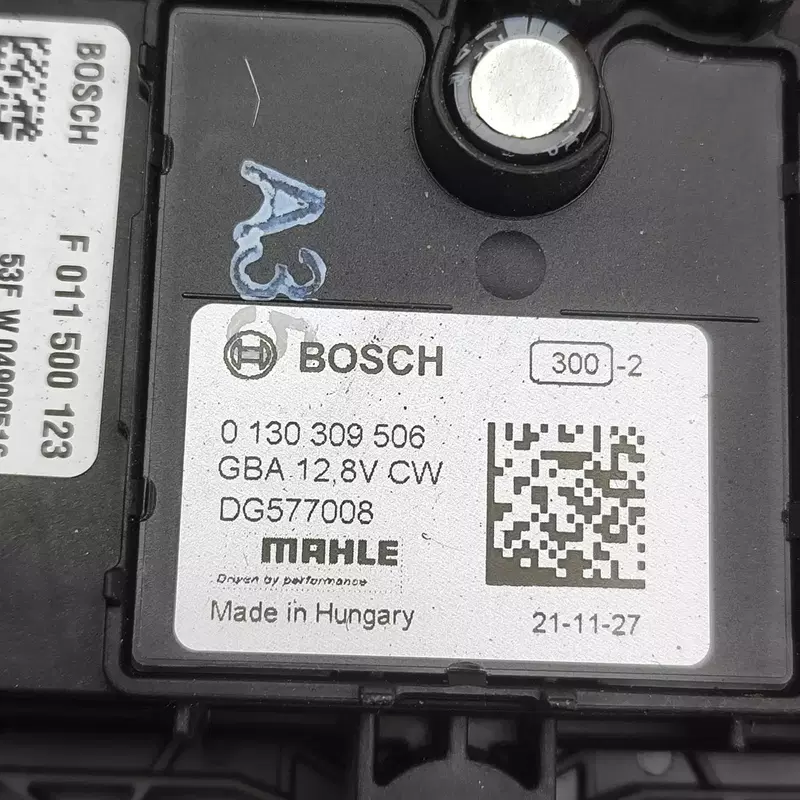 BOSCH
F 011 500 123
A3
BOSCH
300 -2
0 130 309 506
GBA 12,8V CW
DG577008
MAHLE
Driven by performance
Made in Hungary
21-11-27